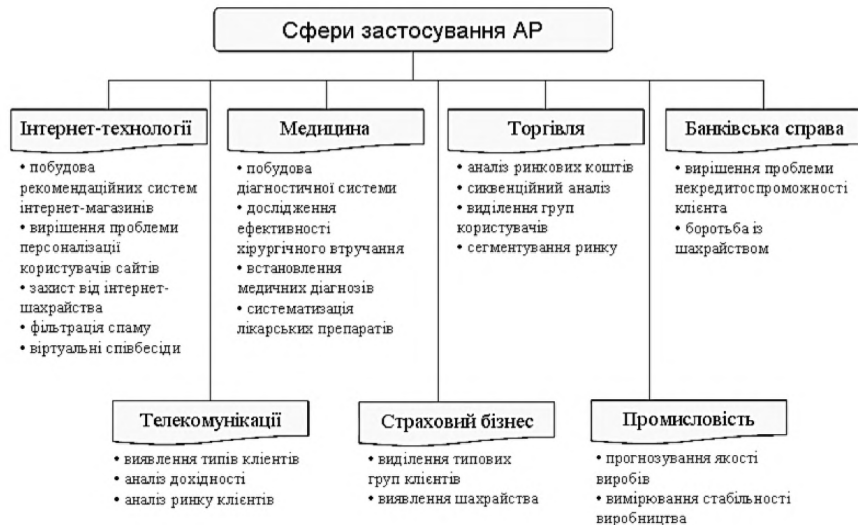 Сфери застосування АР
Інтернет-технології
• побудова
рекомендаційних систем
інтернет-магазинів
• вирішення проблеми
персоналізації
користувачів сайтів
• захист від інтернет-
шахрайства
• фільтрація спаму
• віртуальні співбесіди
Медицина
• побудова
діагностичної системи
• дослідження
ефективності
хірургічного втручання
• встановлення
медичних діагнозів
• систематизація
лікарських препаратів
Торгівля
• аналіз ринкових коштів
• сиквенційний аналіз
• виділення груп
користувачів
• сегментування ринку
Банківська справа
• вирішення проблеми
некредитоспроможності
клієнта
• боротьба із
шахрайством
Телекомунікації
• виявлення типів клієнтів
• аналіз дохідності
• аналіз ринку клієнтів
Страховий бізнес
• виділення типових
груп клієнтів
• виявлення шахрайства
Промисловість
• прогнозування якості
виробів
• вимірювання стабільності
виробництва